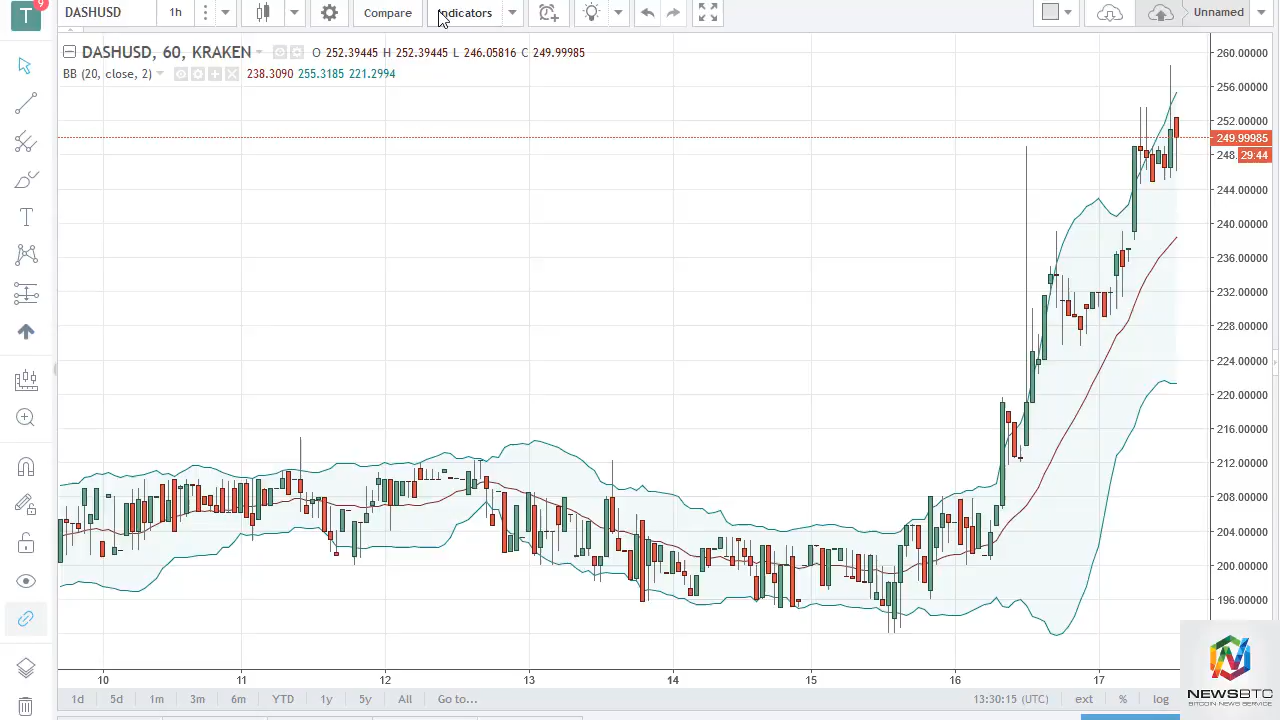 T 9 DASHUSD 1h Compare Indicators Unnamed
DASHUSD, 60, KRAKEN O 252.39445 H 252.39445 L 246.05816 C 249.99985
BB (20, close, 2) 238.3090 255.3185 221.2994
260.00000
256.00000
252.00000
249.99985
248. 29:44
244.00000
240.00000
236.00000
232.00000
228.00000
224.00000
220.00000
216.00000
212.00000
208.00000
204.00000
200.00000
196.00000
T
10 11 12 13 14 15 16 17
1d 5d 1m 3m 6m YTD 1y 5y All Go to... 13:30:15 (UTC) ext % log
NEWSBTC
BITCOIN NEWS SERVICE